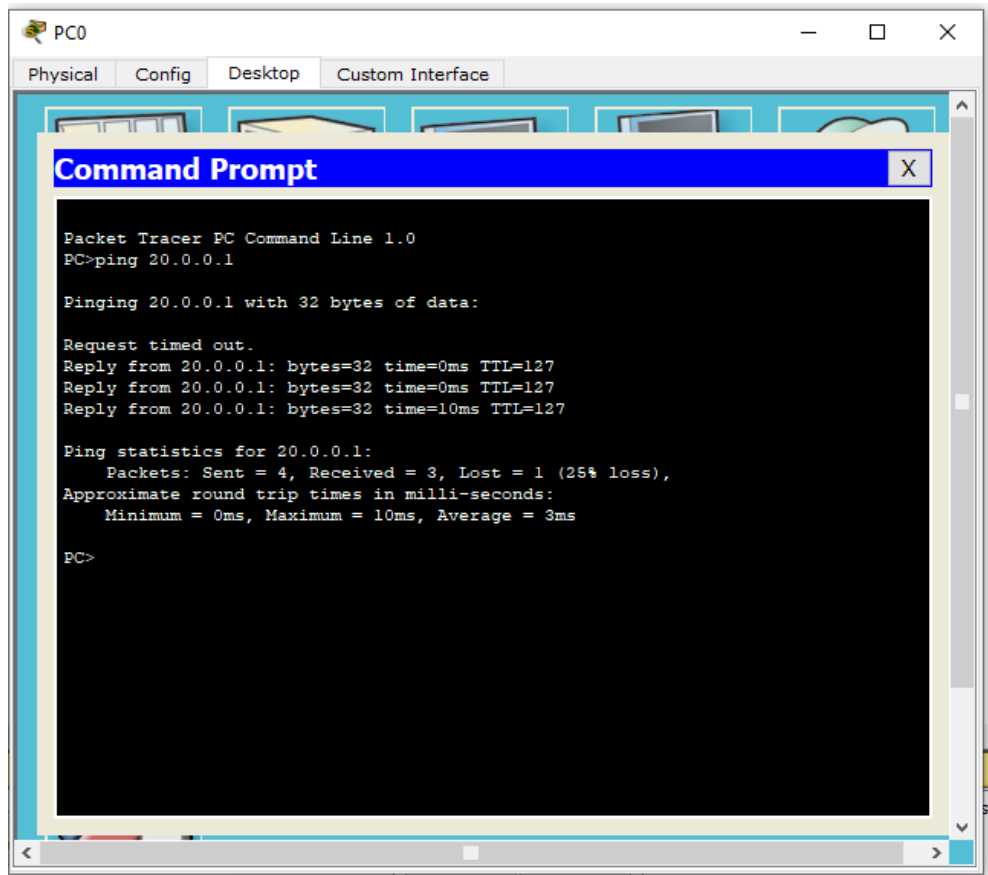 PC0
Physical Config Desktop Custom Interface
Command Prompt
X
Packet Tracer PC Command Line 1.0
PC>ping 20.0.0.1
Pinging 20.0.0.1 with 32 bytes of data:
Request timed out.
Reply from 20.0.0.1: bytes=32 time=0ms TTL=127
Reply from 20.0.0.1: bytes=32 time=0ms TTL=127
Reply from 20.0.0.1: bytes=32 time=10ms TTL=127
Ping statistics for 20.0.0.1:
Packets: Sent = 4, Received = 3, Lost = 1 (25% loss),
Approximate round trip times in milli-seconds:
Minimum = 0ms, Maximum = 10ms, Average = 3ms
PC>